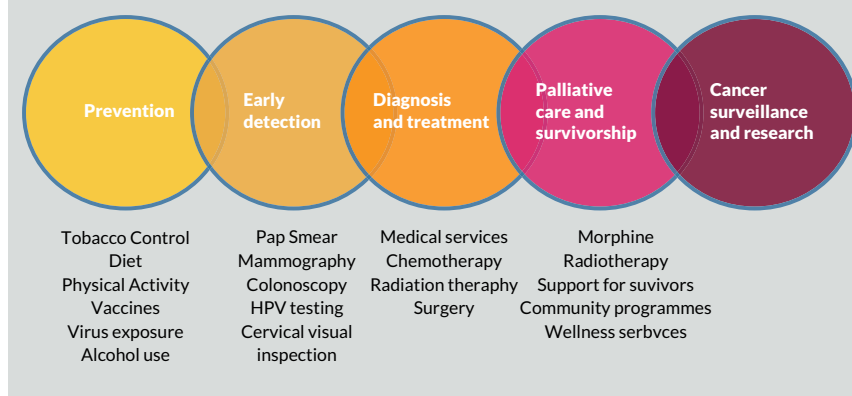 Prevention
Early
detection
Diagnosis
and treatment
Palliative
care and
survivorship
Cancer
surveillance
and research
Tobacco Control
Diet
Physical Activity
Vaccines
Virus exposure
Alcohol use
Pap Smear
Mammography
Colonoscopy
HPV testing
Cervical visual
inspection
Medical services
Chemotherapy
Radiation theraphy
Surgery
Morphine
Radiotherapy
Support for suvivors
Community programmes
Wellness serbvces